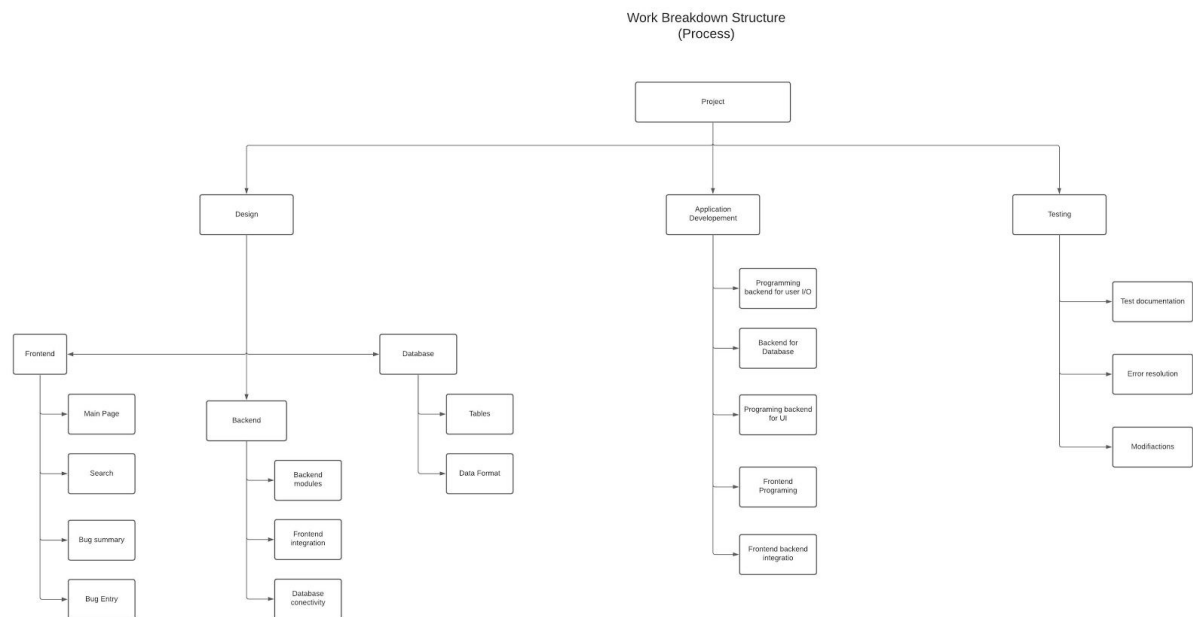 Work Breakdown Structure
(Process)
Project
Design
Application
Developement
Testing
Programming
backend for user I/O
Test documentation
Frontend
Database
Backend for
Database
Error resolution
Main Page
Backend
Tables
Programing backend
for UI
Modifiactions
Search
Backend
modules
Data Format
Frontend
Programing
Bug summary
Frontend
integration
Frontend backend
integratio
Bug Entry
Database
conectivity